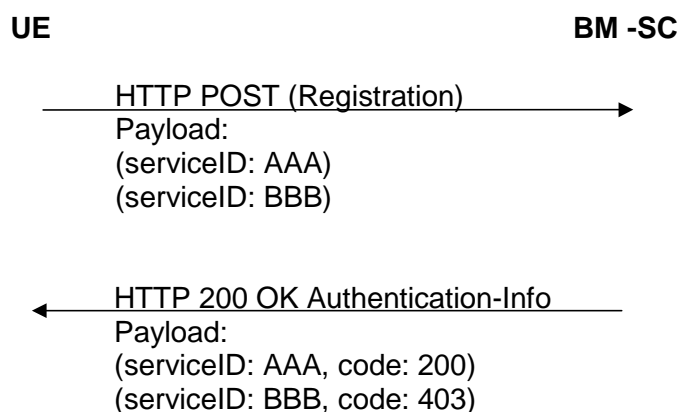 UE BM -SC
HTTP POST (Registration)
Payload:
(serviceID: AAA)
(serviceID: BBB)
HTTP 200 OK Authentication-Info
Payload:
(serviceID: AAA, code: 200)
(serviceID: BBB, code: 403)